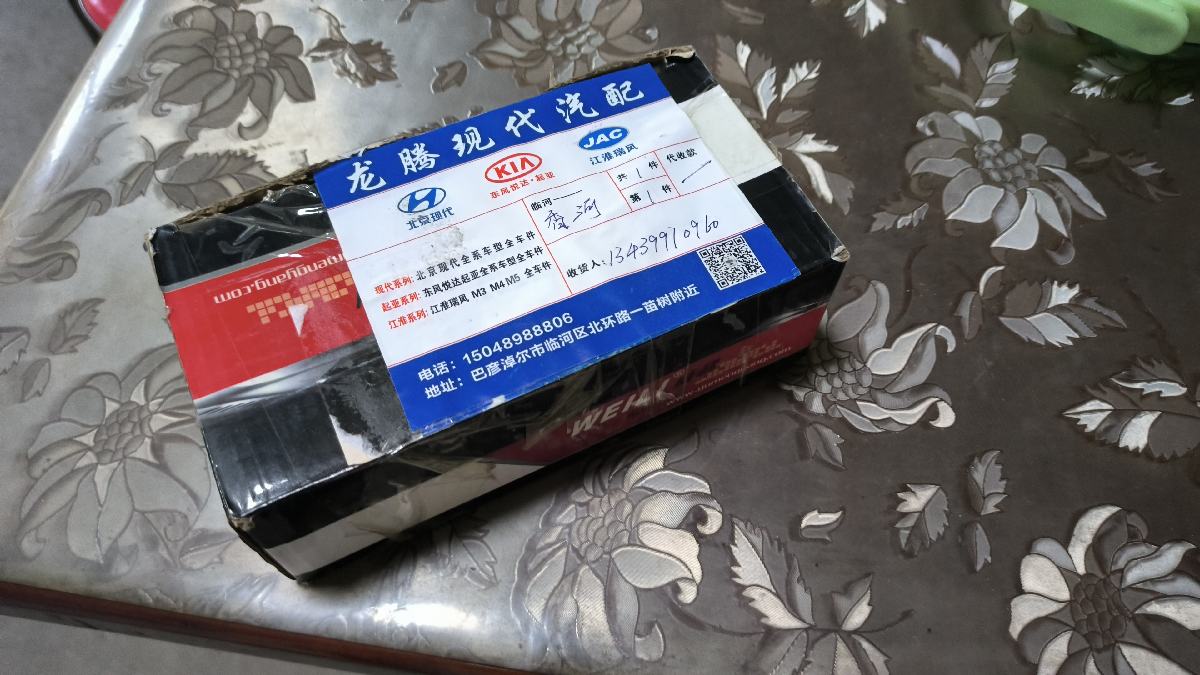 龙腾现代汽配
北京现代
KIA
东风悦达·起亚
JAC
江淮瑞风
临河——
香河
共 1 件
代收款
第 1 件
现代系列：北京现代全系车型全车件
起亚系列：东风悦达起亚全系车型全车件
江淮系列：江淮瑞风 M3 M4 M5 全车件
收货人：13439910960
电话：15048988806
地址：巴彦淖尔市临河区北环路一苗树附近